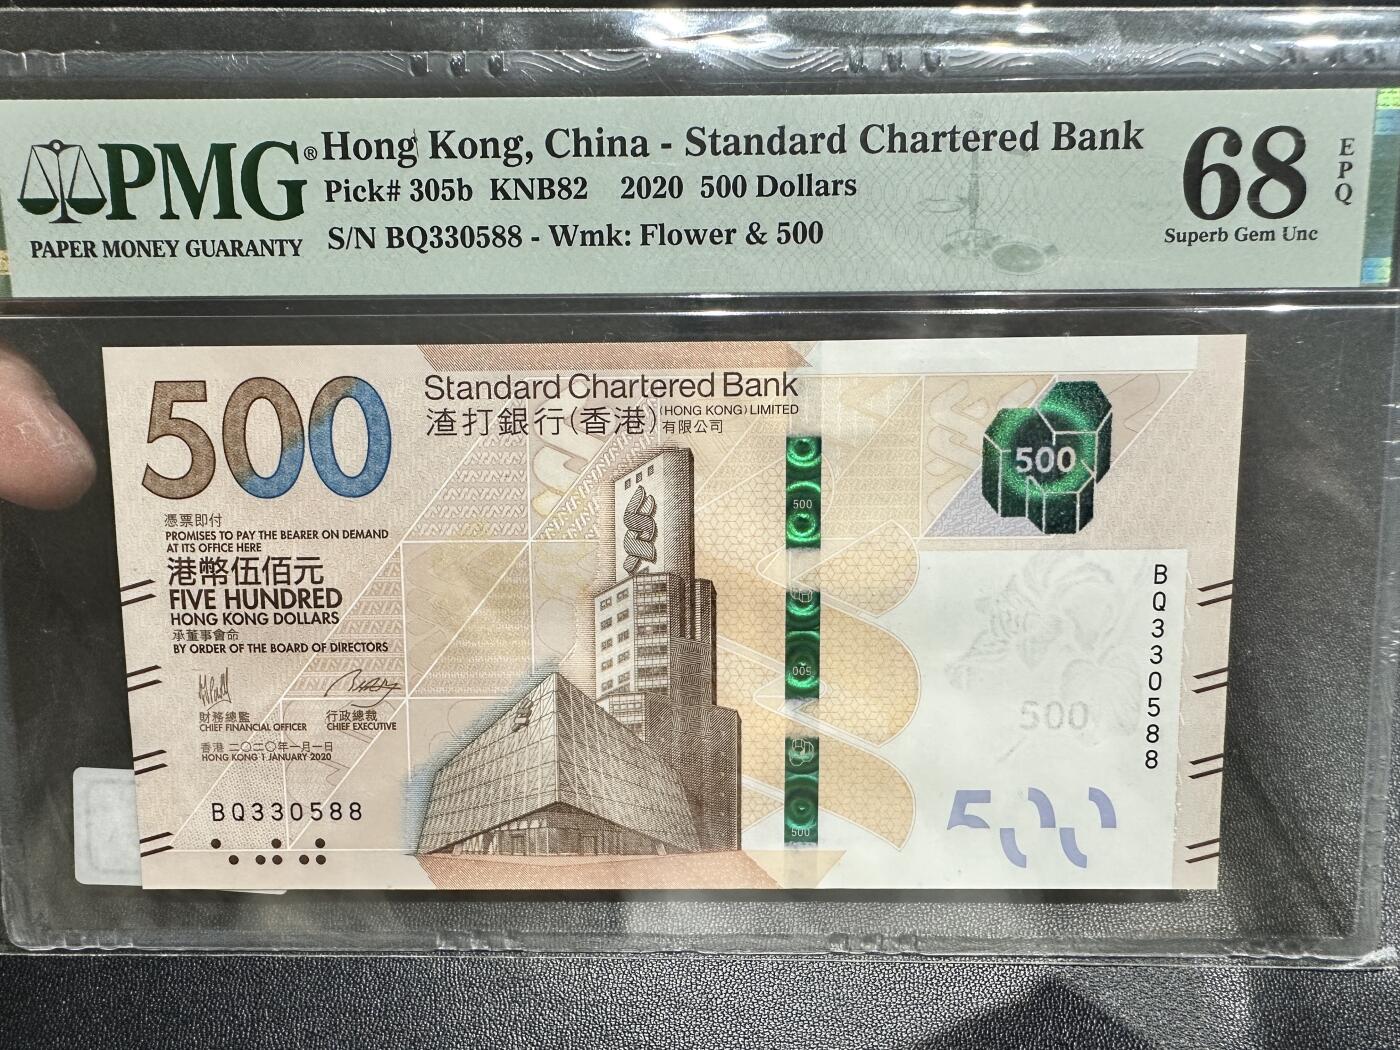 PMG®
PAPER MONEY GUARANTY
Hong Kong, China - Standard Chartered Bank
Pick# 305b KNB82 2020 500 Dollars
S/N BQ330588 - Wmk: Flower & 500
68
EPQ
Superb Gem Unc
500
Standard Chartered Bank
(HONG KONG) LIMITED
渣打銀行(香港)有限公司
500
憑票即付
PROMISES TO PAY THE BEARER ON DEMAND
AT ITS OFFICE HERE
港幣伍佰元
FIVE HUNDRED
HONG KONG DOLLARS
承董事會命
BY ORDER OF THE BOARD OF DIRECTORS
財務總監
CHIEF FINANCIAL OFFICER
行政總裁
CHIEF EXECUTIVE
香港 二〇二〇年一月一日
HONG KONG 1 JANUARY 2020
BQ330588
500
500
500
500
BQ330588
500